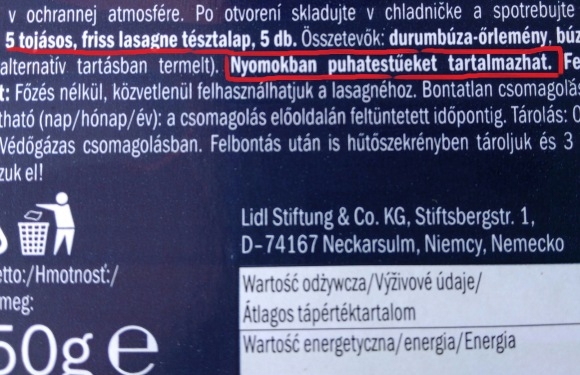 v ochrannej atmosfére. Po otvorení skladujte v chladničke a spotrebujte
5 tojásos, friss lasagne tésztalap, 5 db. Összetevők: durumbúza-őrlemény, búz
alternatív tartásban termelt). Nyomokban puhatestűeket tartalmazhat. Fe
t: Főzés nélkül, közvetlenül felhasználhatjuk a lasagnéhoz. Bontatlan csomagolás
tható (nap/hónap/év): a csomagolás előoldalán feltüntetett időpontig. Tárolás:
Védőgázas csomagolásban. Felbontás után is hűtőszekrényben tároljuk és 3
zuk el!
Lidl Stiftung & Co. KG, Stiftsbergstr. 1,
D-74167 Neckarsulm, Niemcy, Nemecko
etto:/Hmotnosť:/
meg:
50g e
Wartość odżywcza/Výživové údaje/
Átlagos tápértéktartalom
Wartość energetyczna/energia/Energia